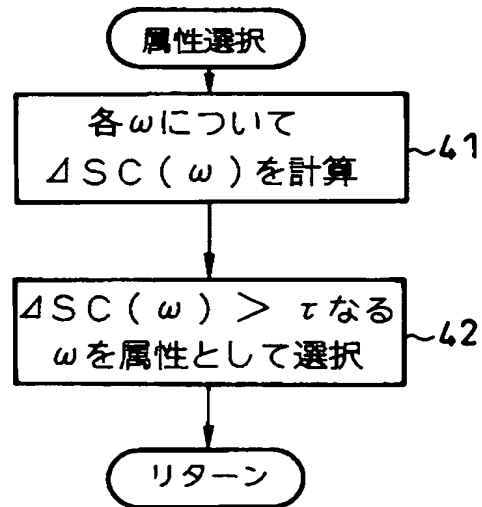 属性選択
各ωについて
ΔSC(ω)を計算
~41
ΔSC(ω)> τなる
ωを属性として選択
~42
リターン